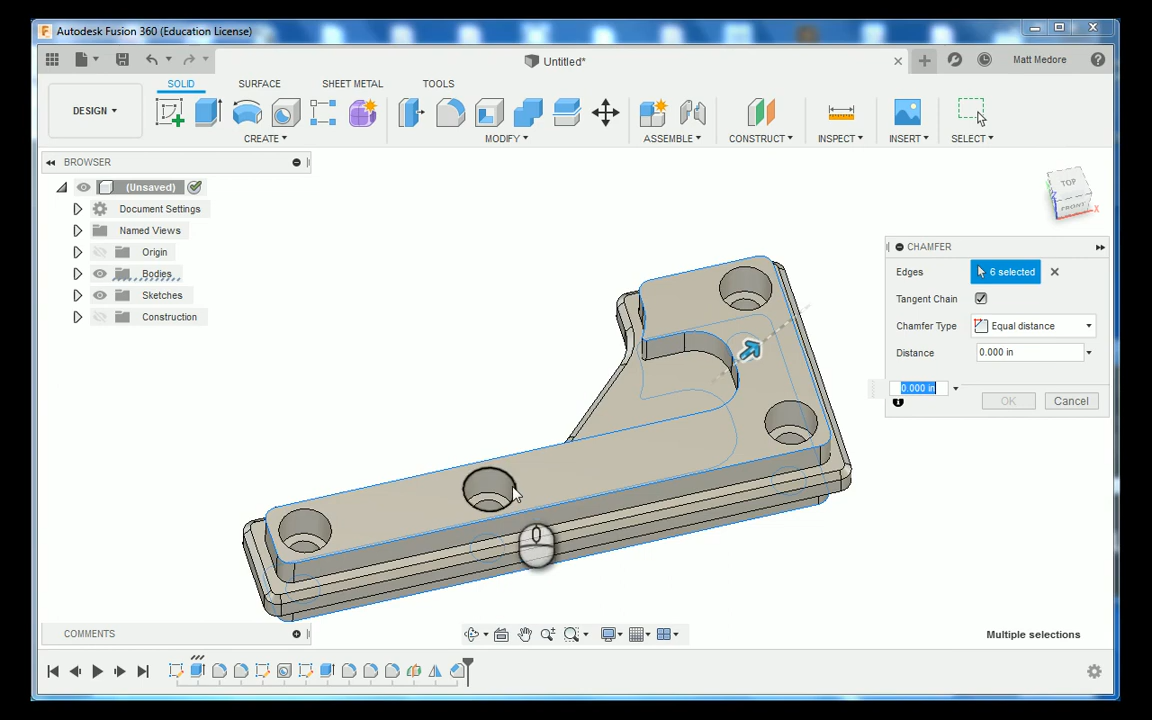 Autodesk Fusion 360 (Education License)
Untitled*
Matt Medore
SOLID
SURFACE
SHEET METAL
TOOLS
DESIGN
CREATE
MODIFY
ASSEMBLE
CONSTRUCT
INSPECT
INSERT
SELECT
BROWSER
(Unsaved)
Document Settings
Named Views
Origin
Bodies
Sketches
Construction
TOP
FRONT
X
CHAMFER
Edges
6 selected
Tangent Chain
Chamfer Type
Equal distance
Distance
0.000 in
0.000 in
OK
Cancel
COMMENTS
Multiple selections